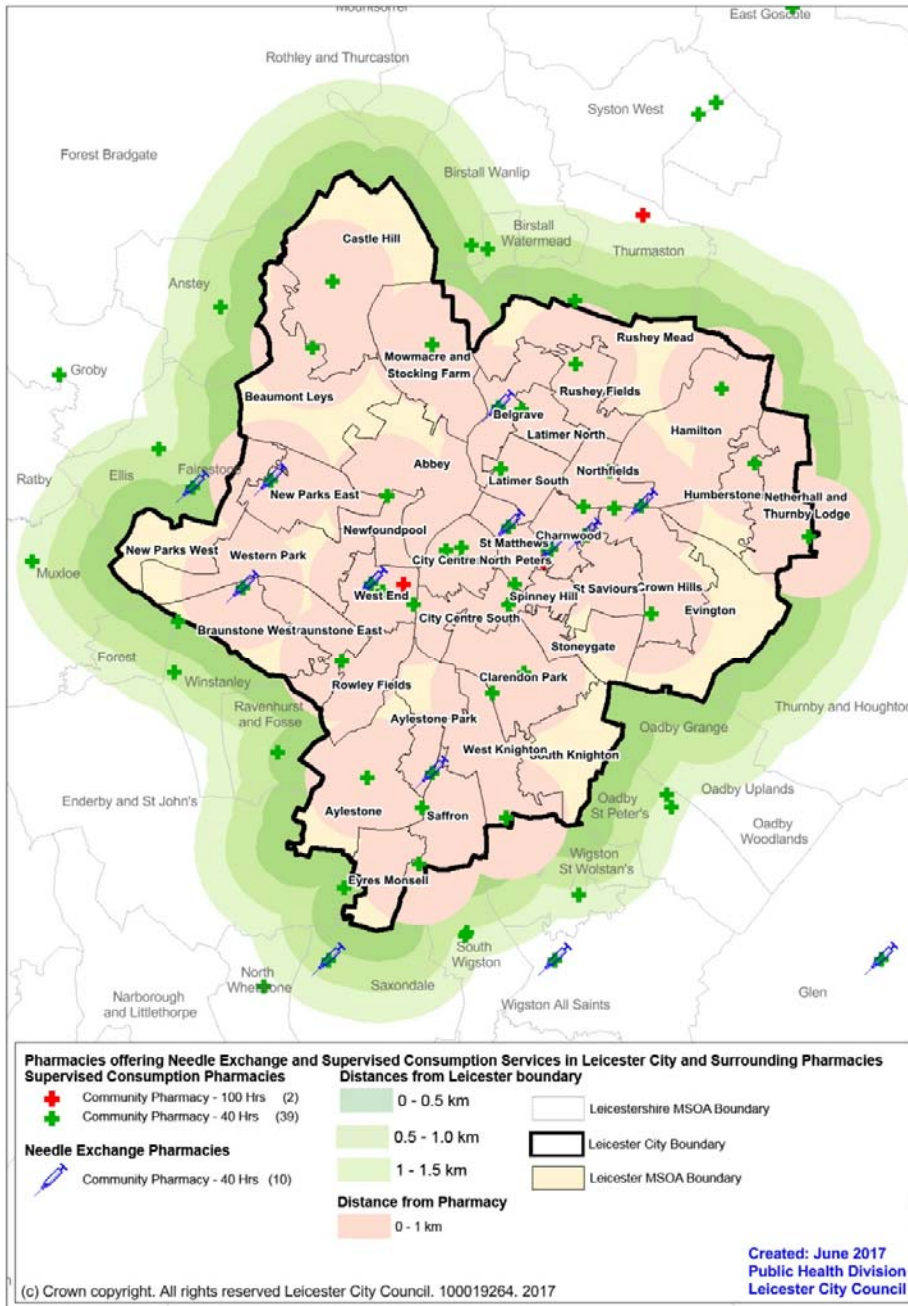 Mountsorrel
East Goscote
Rothley and Thurcaston
Syston West
Forest Bradgate
Birstall Wanlip
Birstall
Watermead
Thurmaston
Castle Hill
Anstey
Rushey Mead
Groby
Mowmacre and
Stocking Farm
Beaumont Leys
Rushey Fields
Belgrave
Latimer North
Hamilton
Abbey
Ratby
Ellis
Fairestone
Latimer South
Northfields
New Parks East
Humberstone
Netherhall and
Thurnby Lodge
Newfoundpool
St Matthews
Charnwood
New Parks West
Western Park
City Centre North
Peters
Muxloe
West End
Spinney Hill
St Saviours
Crown Hills
Evington
City Centre South
Braunstone West
Braunstone East
Stoneygate
Forest
Winstanley
Clarendon Park
Rowley Fields
Ravenhurst
and Fosse
Thurnby and Houghton
Aylestone Park
Oadby Grange
West Knighton
South Knighton
Enderby and St John's
Oadby Uplands
Aylestone
Saffron
Oadby
St Peter's
Oadby
Woodlands
Wigston
St Wolstan's
Eyres Monsell
South
Wigston
North
Whetstone
Saxondale
Glen
Narborough
and Littlethorpe
Wigston All Saints
Pharmacies offering Needle Exchange and Supervised Consumption Services in Leicester City and Surrounding Pharmacies
Supervised Consumption Pharmacies
Community Pharmacy - 100 Hrs (2)
Community Pharmacy - 40 Hrs (39)
Needle Exchange Pharmacies
Community Pharmacy - 40 Hrs (10)
Distances from Leicester boundary
0 - 0.5 km
0.5 - 1.0 km
1 - 1.5 km
Distance from Pharmacy
0 - 1 km
Leicestershire MSOA Boundary
Leicester City Boundary
Leicester MSOA Boundary
Created: June 2017
Public Health Division
Leicester City Council
(c) Crown copyright. All rights reserved Leicester City Council. 100019264. 2017